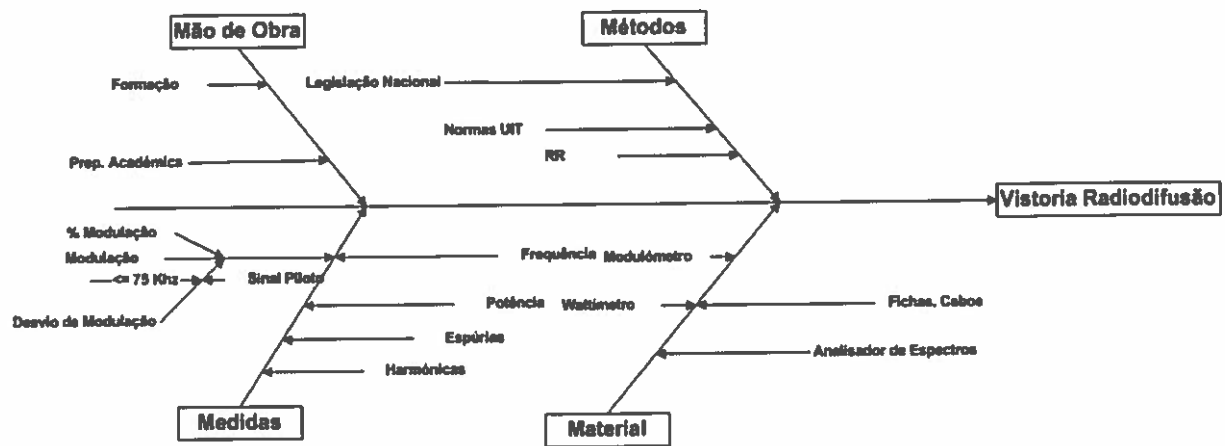 Mão de Obra
Métodos
Formação
Legislação Nacional
Normas UIT
Prep. Académica
RR
Vistoria Radiodifusão
% Modulação
Modulação
Frequência
Modulómetro
<= 75 Khz
Sinal Piloto
Potência
Wattímetro
Fichas, Cabos
Desvio de Modulação
Espúrias
Analisador de Espectros
Harmónicas
Medidas
Material